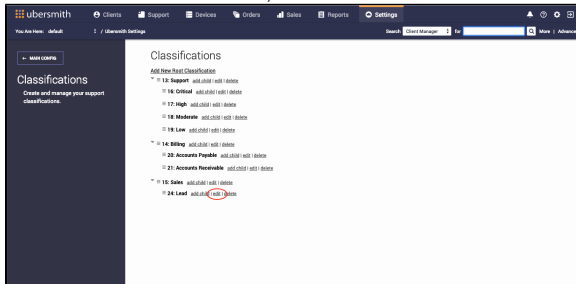 ubersmith Clients Support Devices Orders Sales Reports Settings
You Are Here: default / Ubersmith Settings Search Client Manager for More | Advance
← MAIN CONFIG
Classifications
Create and manage your support
classifications.
Classifications
Add New Root Classification
13: Support add child | edit | delete
16: Critical add child | edit | delete
17: High add child | edit | delete
18: Moderate add child | edit | delete
19: Low add child | edit | delete
14: Billing add child | edit | delete
20: Accounts Payable add child | edit | delete
21: Accounts Receivable add child | edit | delete
15: Sales add child | edit | delete
24: Lead add child | edit | delete